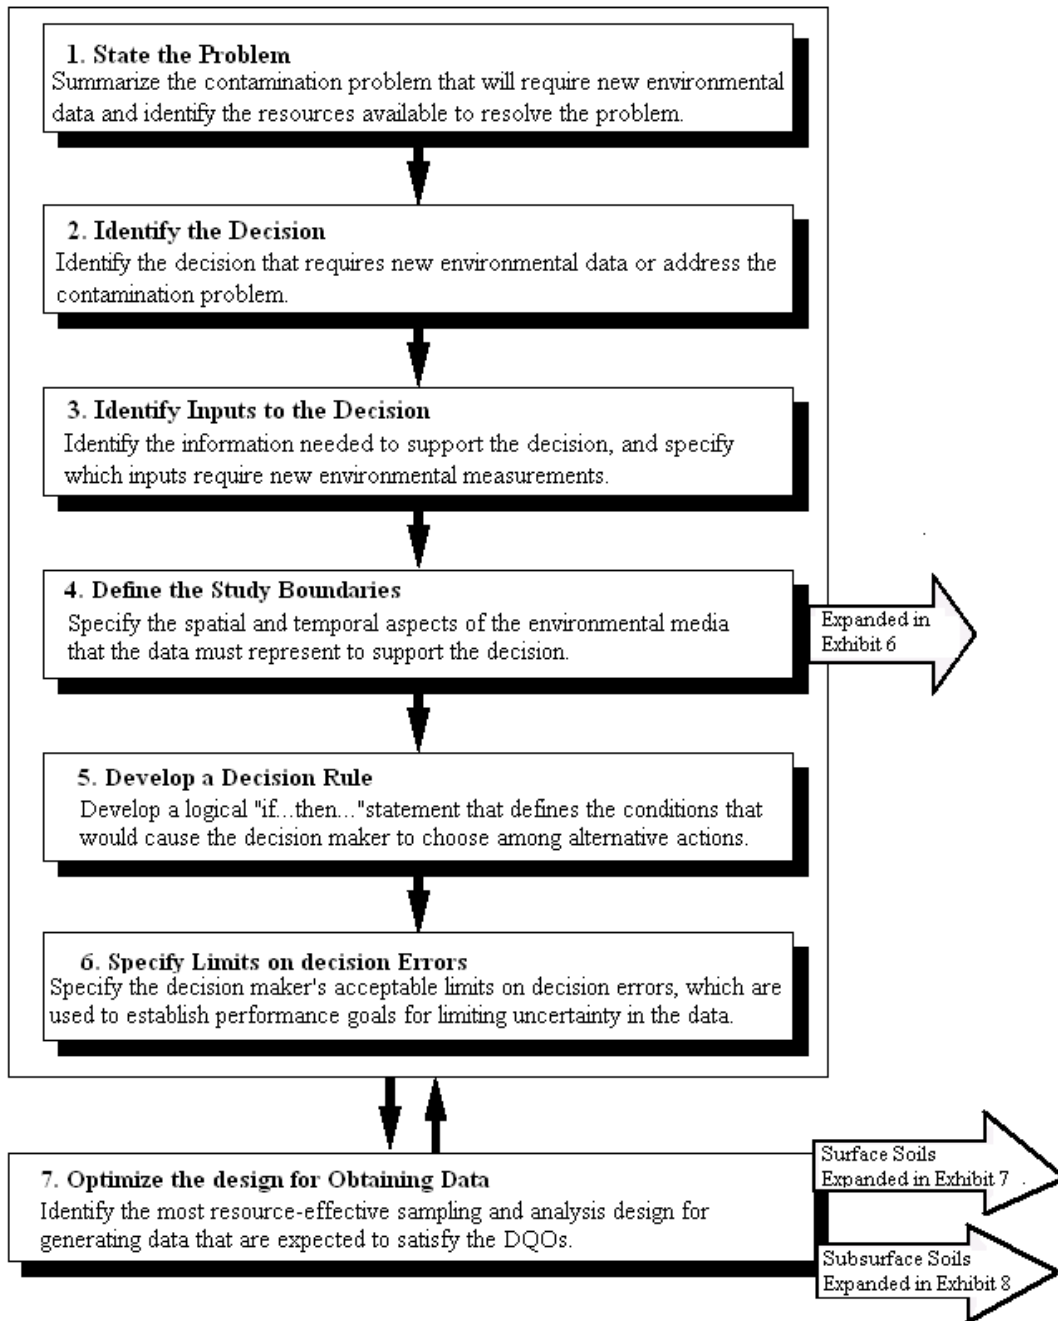 1. State the Problem
Summarize the contamination problem that will require new environmental
data and identify the resources available to resolve the problem.
2. Identify the Decision
Identify the decision that requires new environmental data or address the
contamination problem.
3. Identify Inputs to the Decision
Identify the information needed to support the decision, and specify
which inputs require new environmental measurements.
4. Define the Study Boundaries
Specify the spatial and temporal aspects of the environmental media
that the data must represent to support the decision.
Expanded in
Exhibit 6
5. Develop a Decision Rule
Develop a logical "if...then..."statement that defines the conditions that
would cause the decision maker to choose among alternative actions.
6. Specify Limits on decision Errors
Specify the decision maker's acceptable limits on decision errors, which are
used to establish performance goals for limiting uncertainty in the data.
7. Optimize the design for Obtaining Data
Identify the most resource-effective sampling and analysis design for
generating data that are expected to satisfy the DQOs.
Surface Soils
Expanded in Exhibit 7
Subsurface Soils
Expanded in Exhibit 8